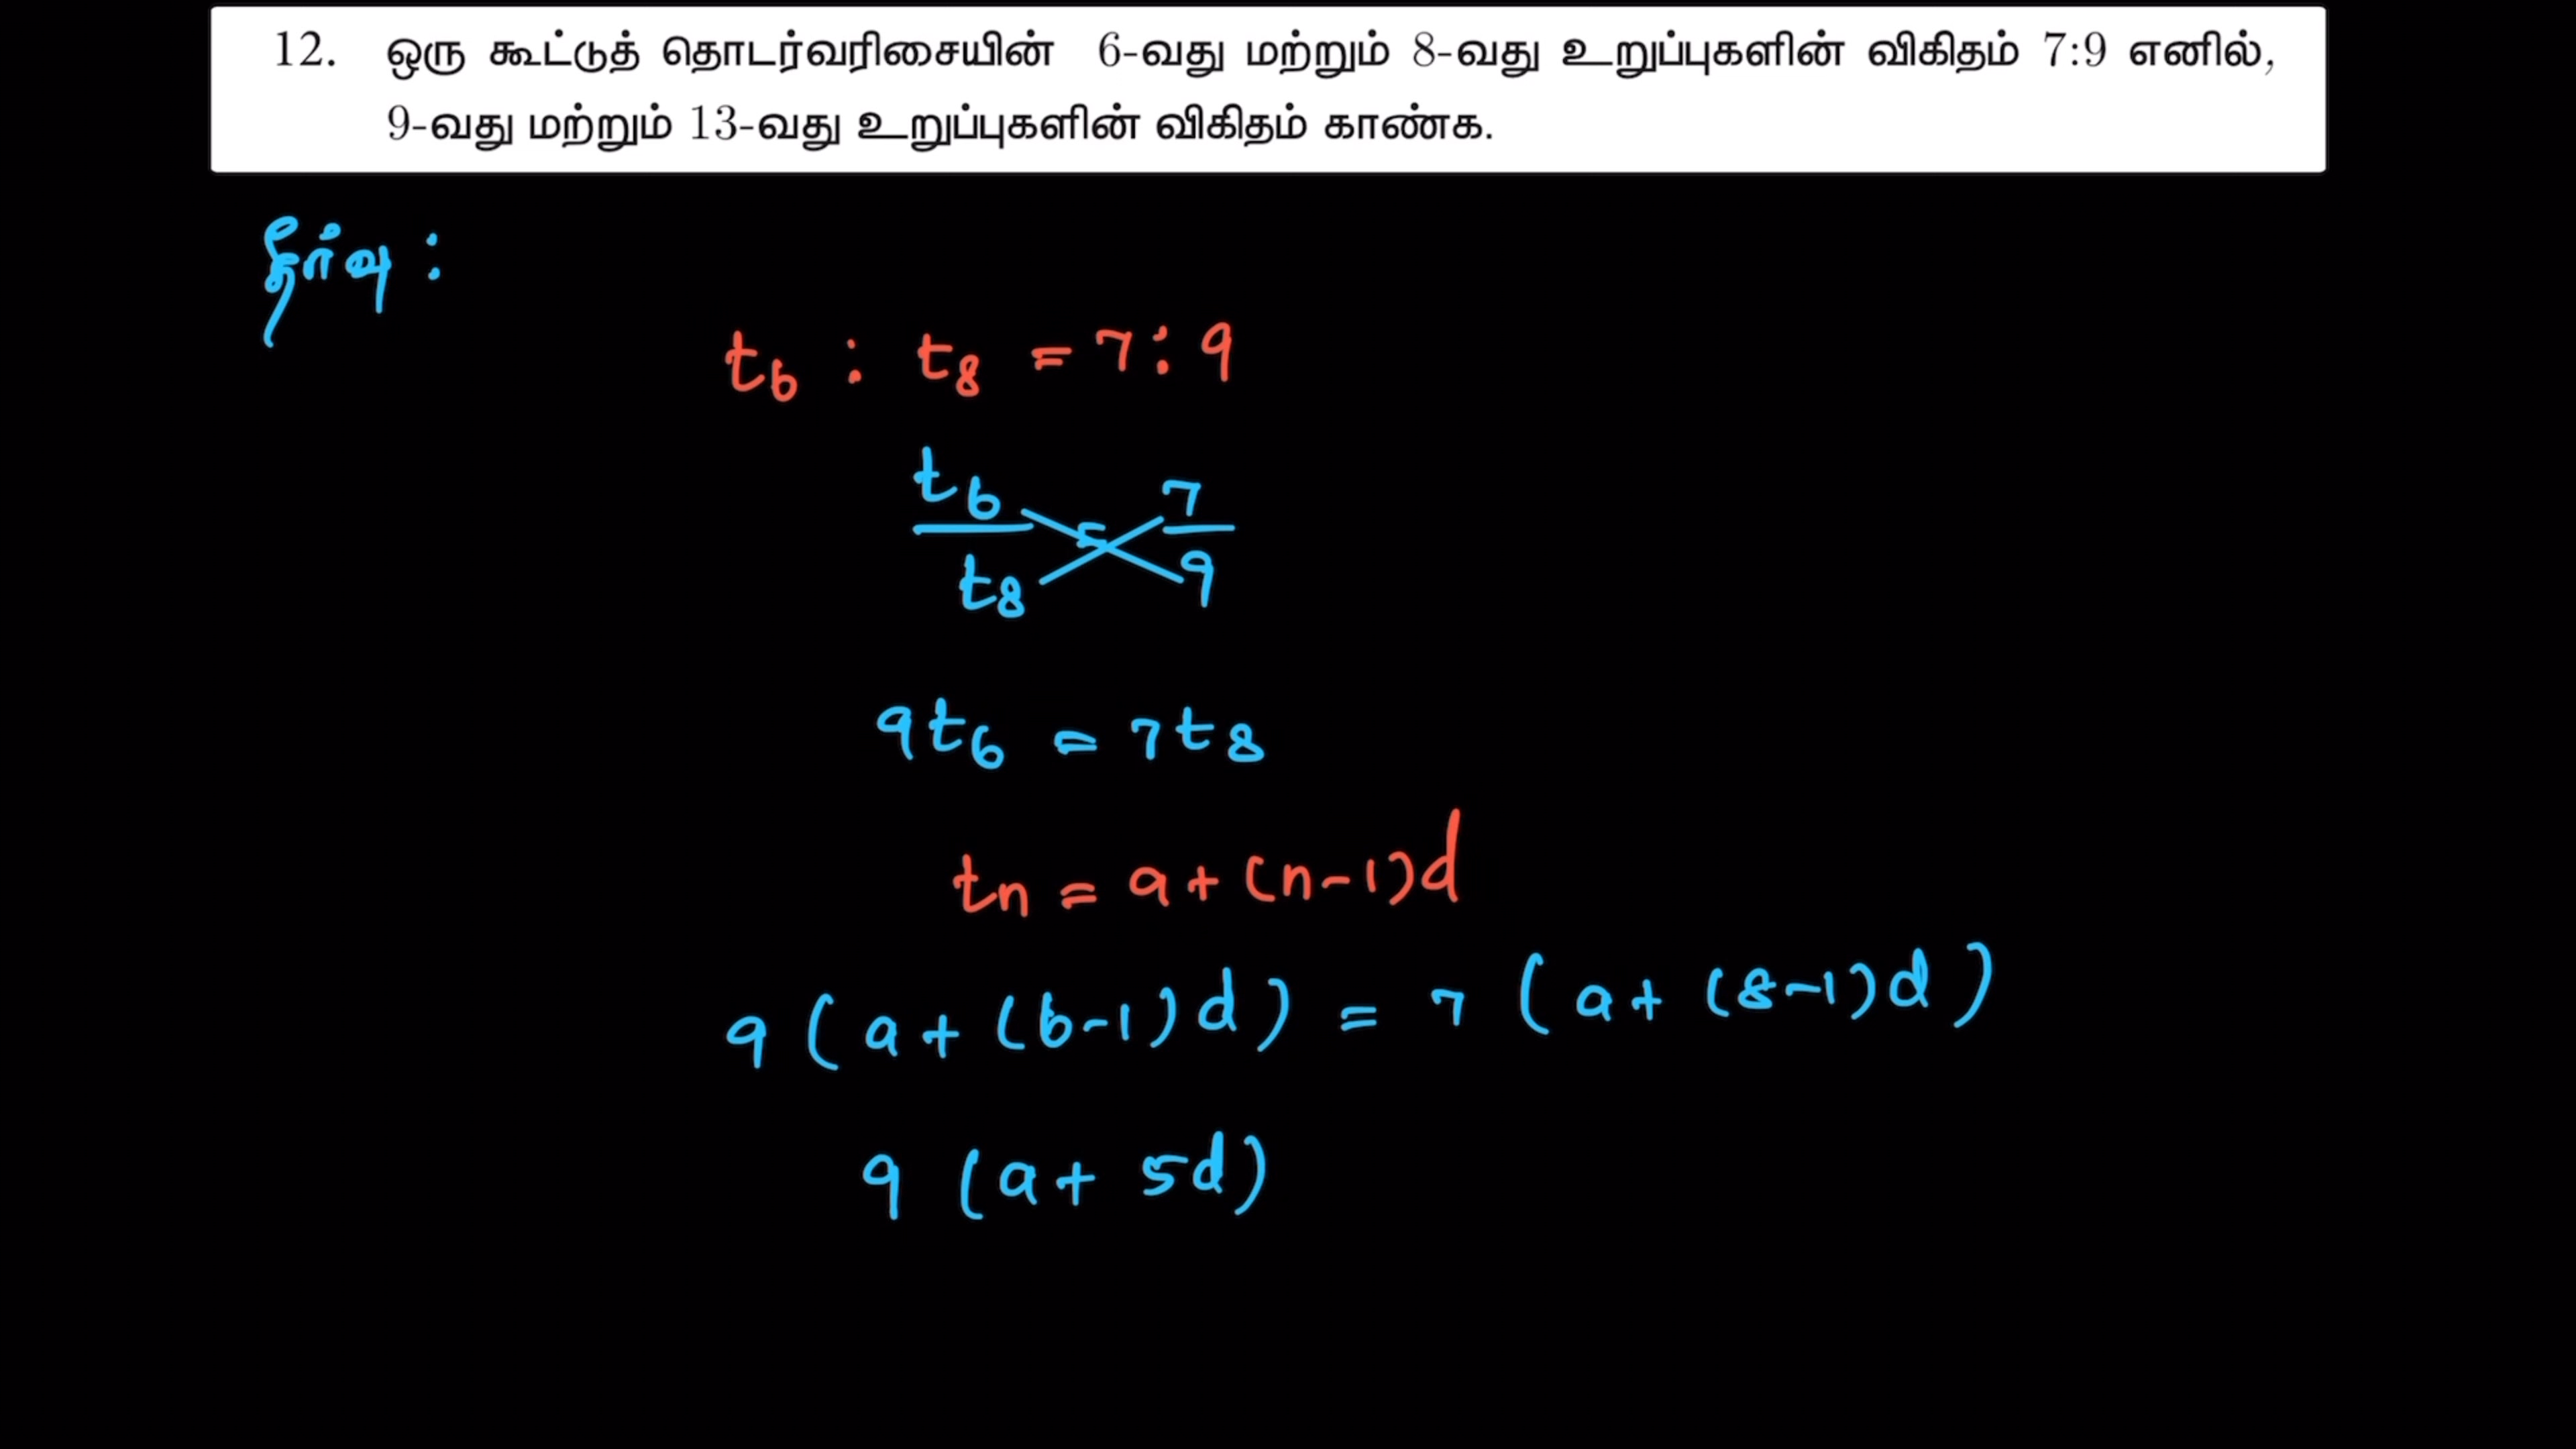 12. ஒரு கூட்டுத் தொடர்வரிசையின் 6-வது மற்றும் 8-வது உறுப்புகளின் விகிதம் 7:9 எனில்,
9-வது மற்றும் 13-வது உறுப்புகளின் விகிதம் காண்க.
தீர்வு :
t₆ : t₈ = 7 : 9
t₆/t₈ = 7/9
9t₆ = 7t₈
tₙ = a + (n-1)d
9 (a + (6-1)d) = 7 (a + (8-1)d)
9 (a + 5d)